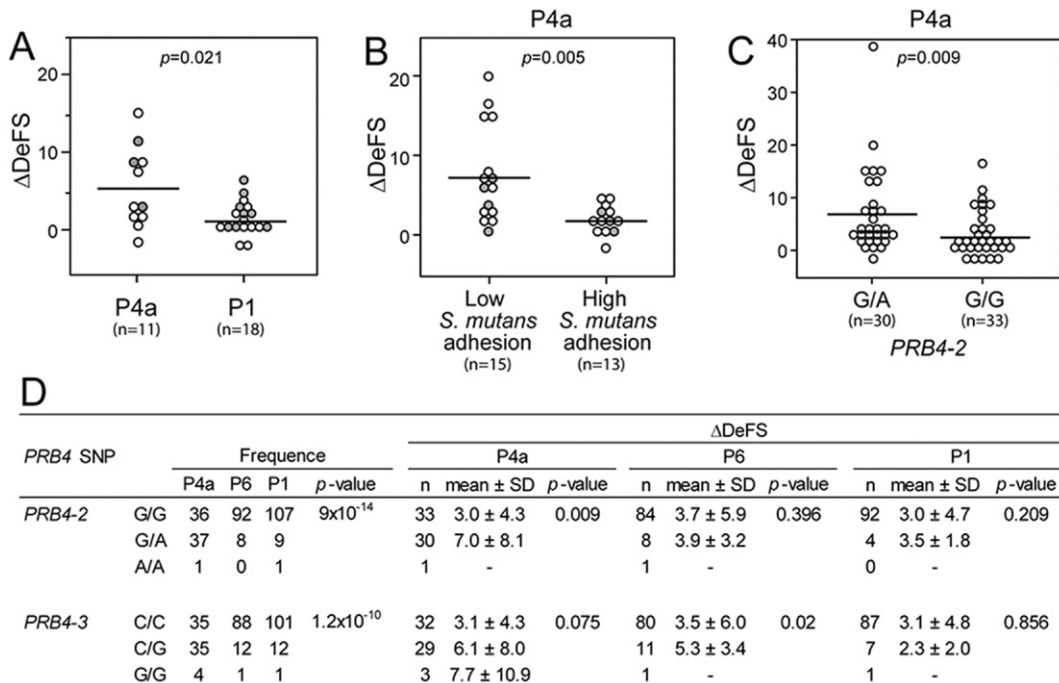 A
p=0.021
ΔDeFS
20
10
0
P4a
(n=11)
P1
(n=18)
P4a
B
p=0.005
ΔDeFS
20
10
0
Low
S. mutans
adhesion
(n=15)
High
S. mutans
adhesion
(n=13)
P4a
C
p=0.009
ΔDeFS
40
30
20
10
0
G/A
(n=30)
G/G
(n=33)
PRB4-2
D
ΔDeFS
PRB4 SNP Frequence P4a P6 P1
P4a P6 P1 p-value n mean ± SD p-value n mean ± SD p-value n mean ± SD p-value
PRB4-2 G/G 36 92 107 9x10⁻¹⁴ 33 3.0 ± 4.3 0.009 84 3.7 ± 5.9 0.396 92 3.0 ± 4.7 0.209
G/A 37 8 9 30 7.0 ± 8.1 8 3.9 ± 3.2 4 3.5 ± 1.8
A/A 1 0 1 1 - 1 - 0 -
PRB4-3 C/C 35 88 101 1.2x10⁻¹⁰ 32 3.1 ± 4.3 0.075 80 3.5 ± 6.0 0.02 87 3.1 ± 4.8 0.856
C/G 35 12 12 29 6.1 ± 8.0 11 5.3 ± 3.4 7 2.3 ± 2.0
G/G 4 1 1 3 7.7 ± 10.9 1 - 1 -